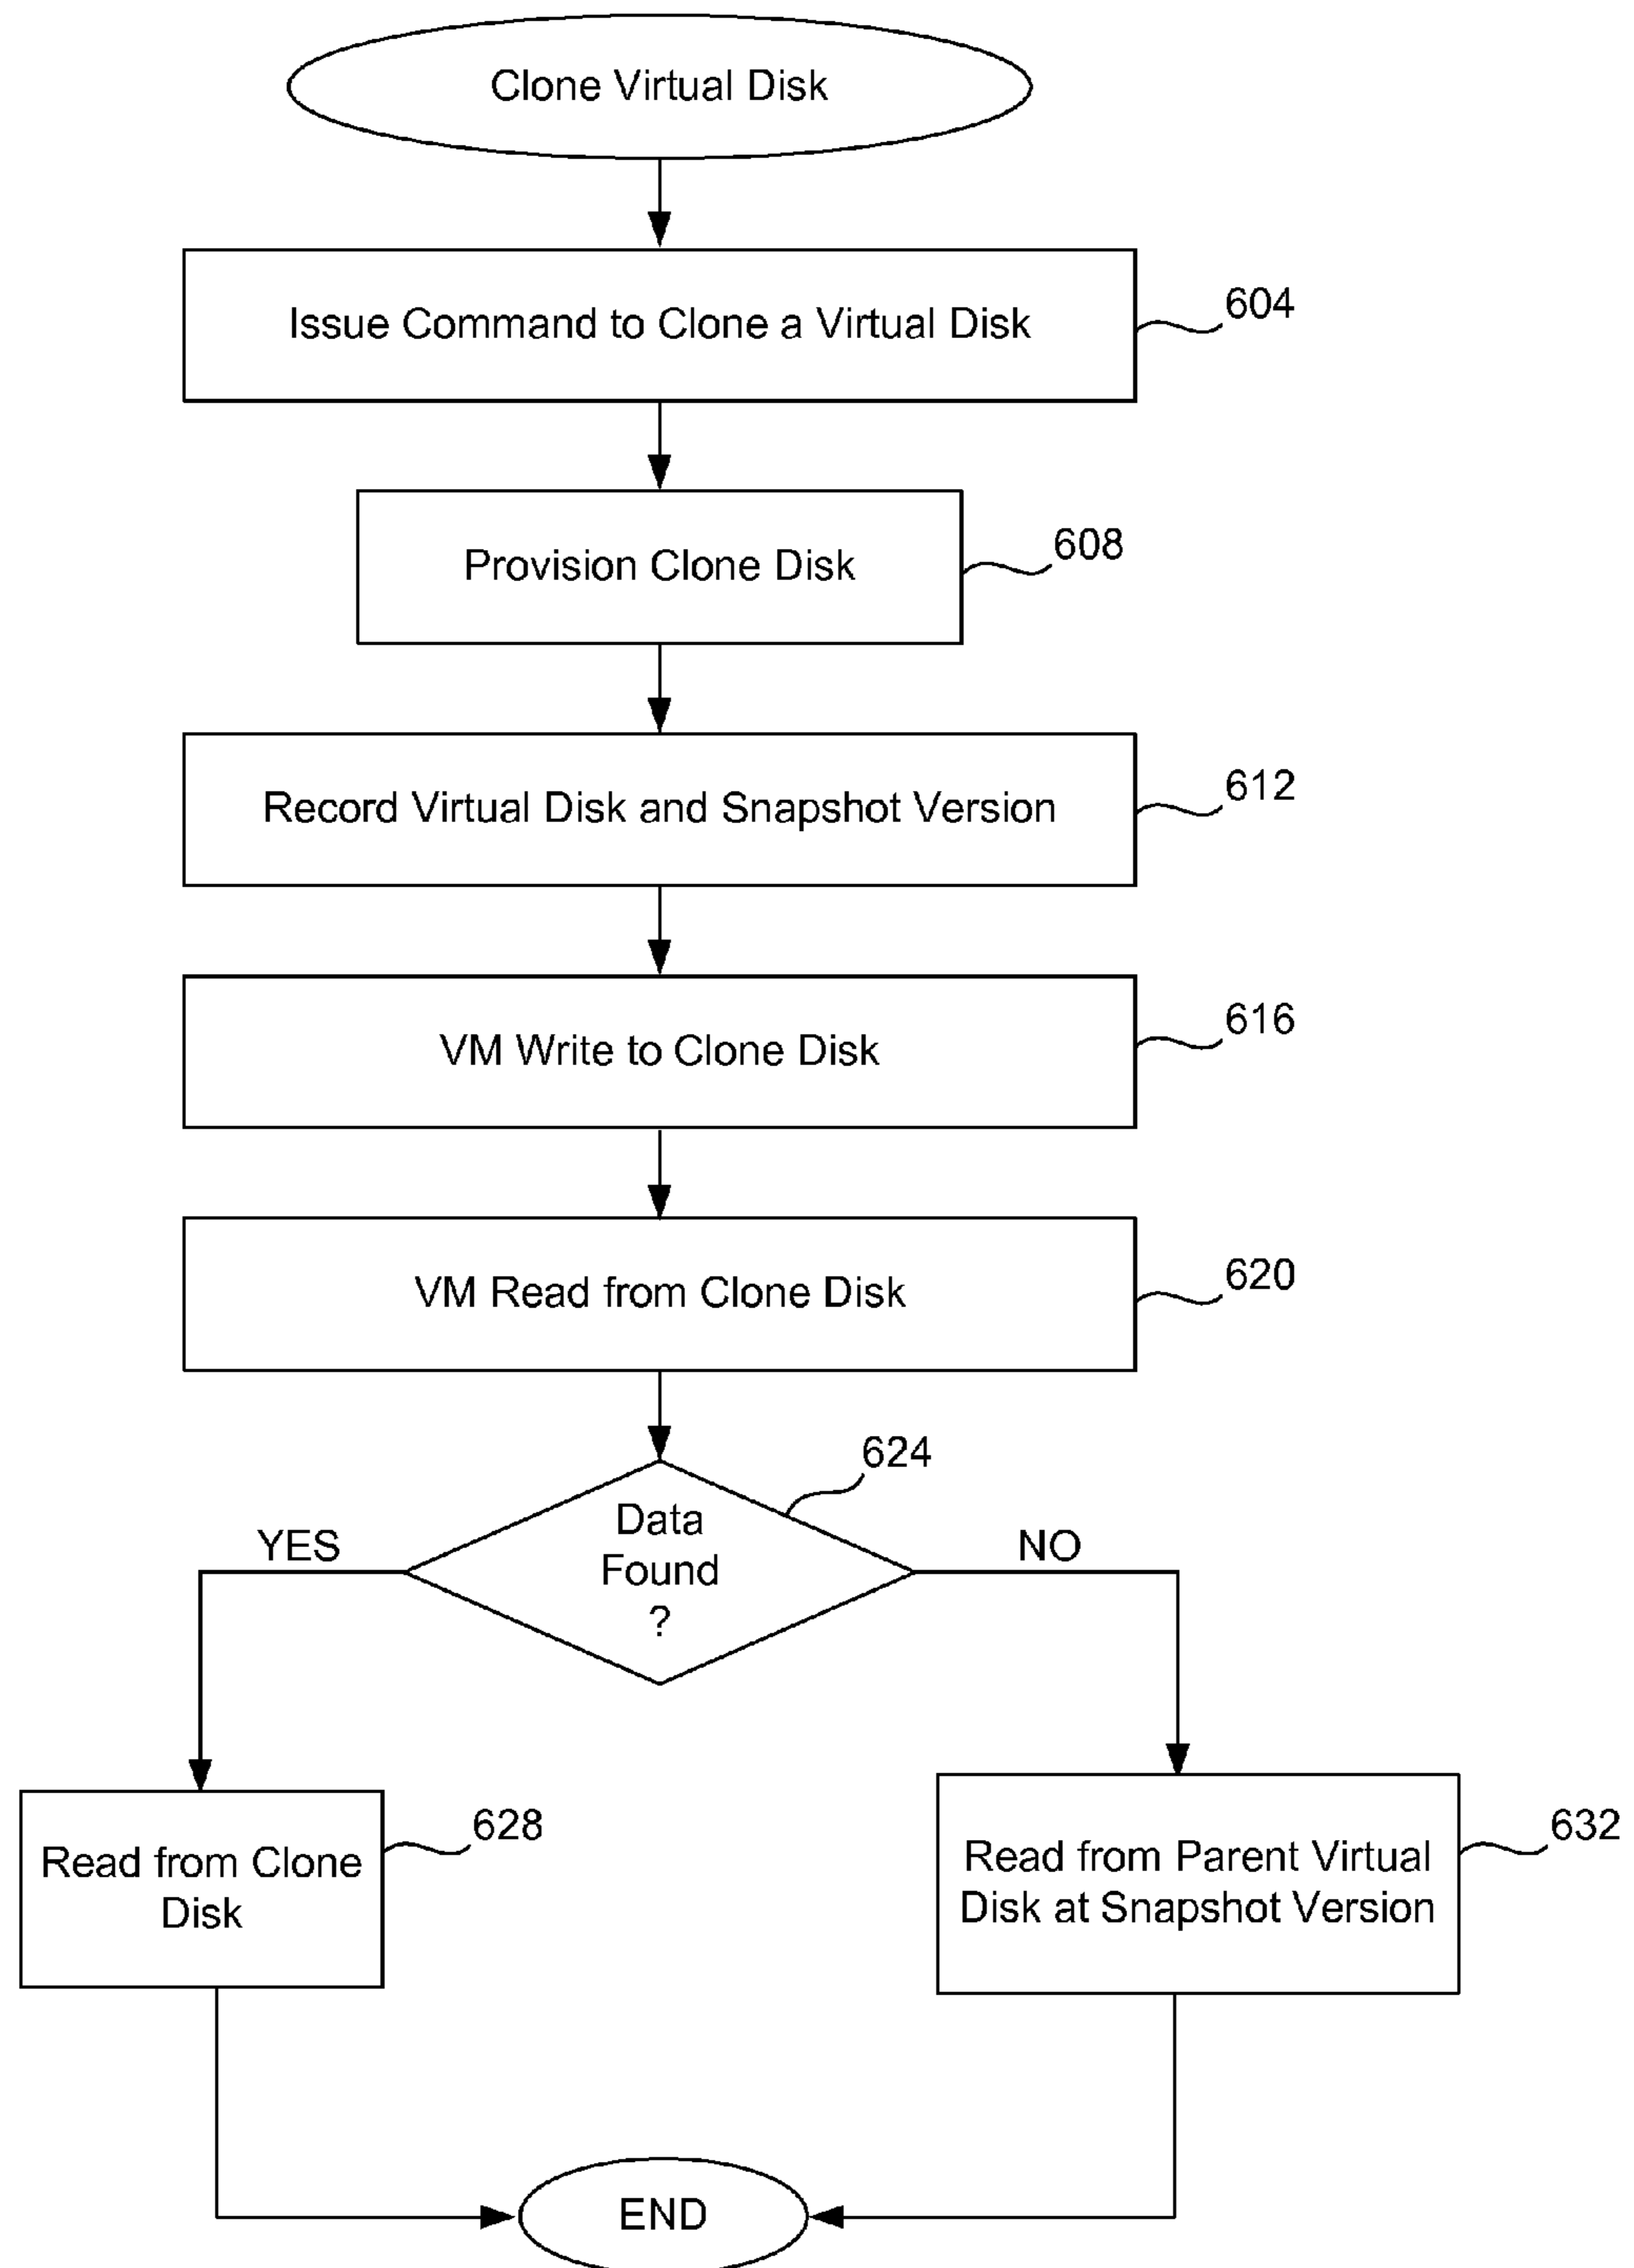 Clone Virtual Disk
Issue Command to Clone a Virtual Disk
604
Provision Clone Disk
608
Record Virtual Disk and Snapshot Version
612
VM Write to Clone Disk
616
VM Read from Clone Disk
620
624
Data
Found
?
YES
NO
Read from Clone
Disk
628
Read from Parent Virtual
Disk at Snapshot Version
632
END